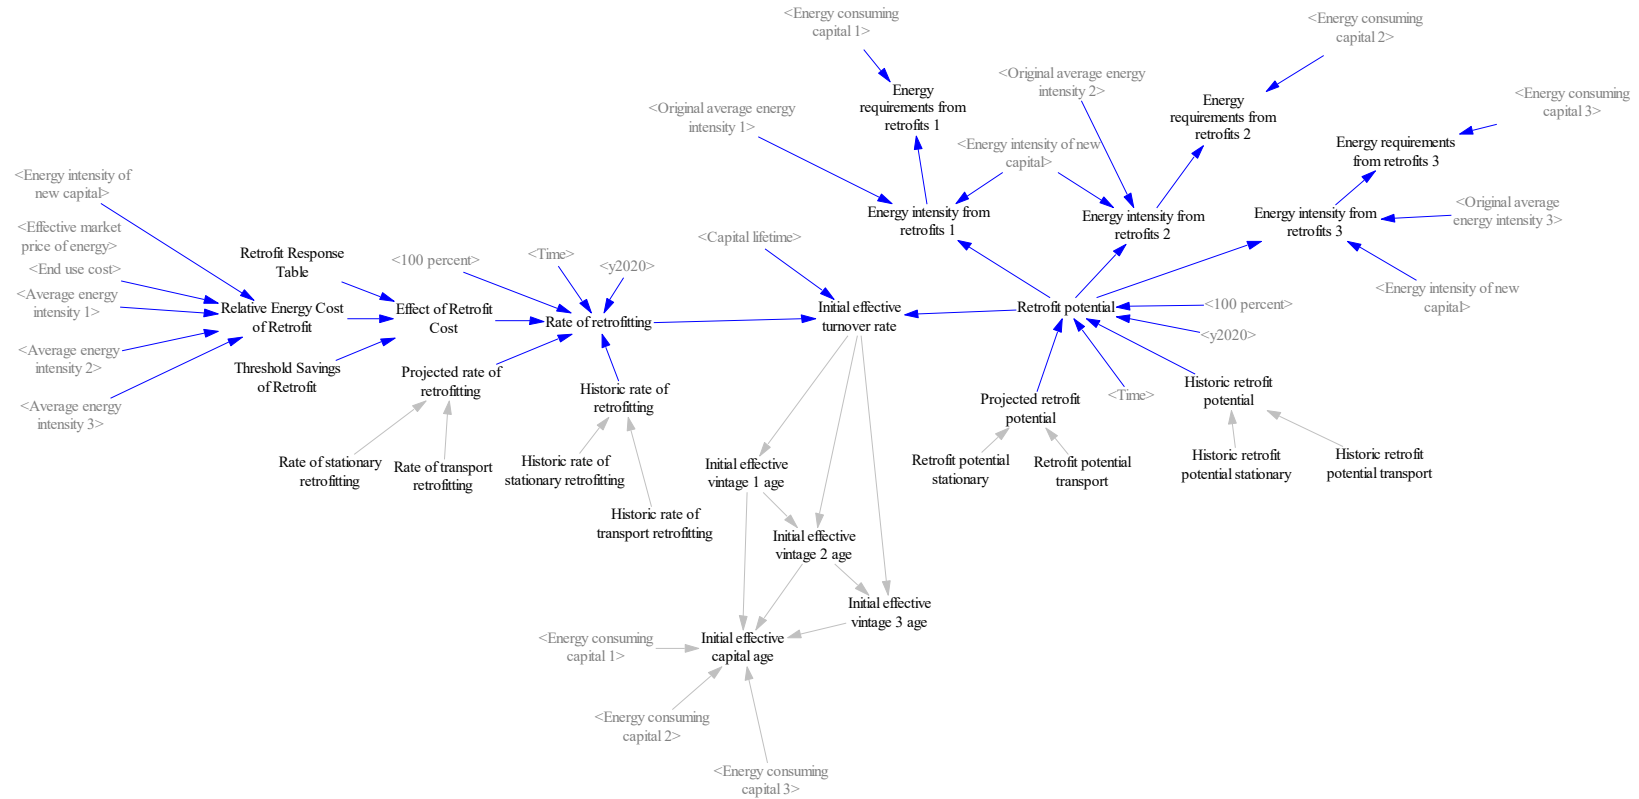 <Energy consuming
capital 1>
<Energy consuming
capital 2>
<Original average energy
intensity 2>
Energy
requirements from
retrofits 1
Energy
requirements from
retrofits 2
<Energy consuming
capital 3>
<Original average energy
intensity 1>
<Energy intensity of new
capital>
Energy requirements
from retrofits 3
<Energy intensity of
new capital>
Energy intensity from
retrofits 1
Energy intensity from
retrofits 2
Energy intensity from
retrofits 3
<Original average
energy intensity 3>
<Effective market
price of energy>
<Capital lifetime>
Retrofit Response
Table
<100 percent>
<Time>
<y2020>
<End use cost>
<Average energy
intensity 1>
Relative Energy Cost
of Retrofit
Effect of Retrofit
Cost
Rate of retrofitting
Initial effective
turnover rate
Retrofit potential
<100 percent>
<Energy intensity of new
capital>
<y2020>
<Average energy
intensity 2>
Threshold Savings
of Retrofit
Projected rate of
retrofitting
Historic rate of
retrofitting
Projected retrofit
potential
<Time>
Historic retrofit
potential
<Average energy
intensity 3>
Rate of stationary
retrofitting
Rate of transport
retrofitting
Historic rate of
stationary retrofitting
Initial effective
vintage 1 age
Retrofit potential
stationary
Retrofit potential
transport
Historic retrofit
potential stationary
Historic retrofit
potential transport
Historic rate of
transport retrofitting
Initial effective
vintage 2 age
Initial effective
vintage 3 age
<Energy consuming
capital 1>
Initial effective
capital age
<Energy consuming
capital 2>
<Energy consuming
capital 3>